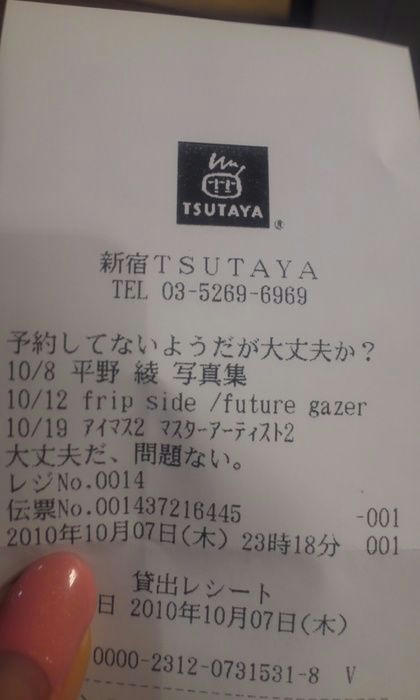 TSUTAYA
®
新宿TSUTAYA
TEL 03-5269-6969
予約してないようだが大丈夫か？
10/8 平野 綾 写真集
10/12 frip side /future gazer
10/19 ｱｲﾏｽ2 ﾏｽﾀｰｱｰﾃｨｽﾄ2
大丈夫だ、問題ない。
レジNo.0014
伝票No.001437216445 -001
2010年10月07日(木) 23時18分 001
貸出レシート
日 2010年10月07日(木)
0000-2312-0731531-8 V